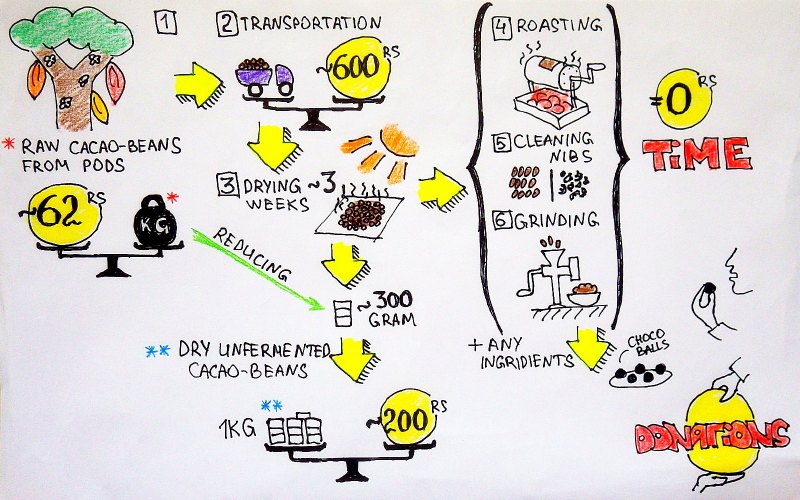 1
* RAW CACAO-BEANS
FROM PODS
~62 RS
KG *
2 TRANSPORTATION
~600 RS
3 DRYING ~3
WEEKS
REDUCING
~300
GRAM
** DRY UNFERMENTED
CACAO-BEANS
**
1KG
~200 RS
4 ROASTING
5 CLEANING
NIBS
6 GRINDING
+ ANY
INGRIDIENTS
CHOCO
BALLS
=0 RS
TIME
DONATIONS